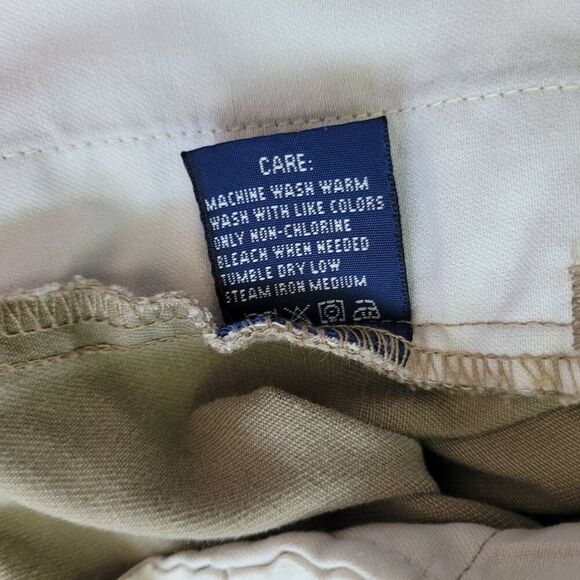 CARE:
MACHINE WASH WARM
WASH WITH LIKE COLORS
ONLY NON-CHLORINE
BLEACH WHEN NEEDED
TUMBLE DRY LOW
STEAM IRON MEDIUM